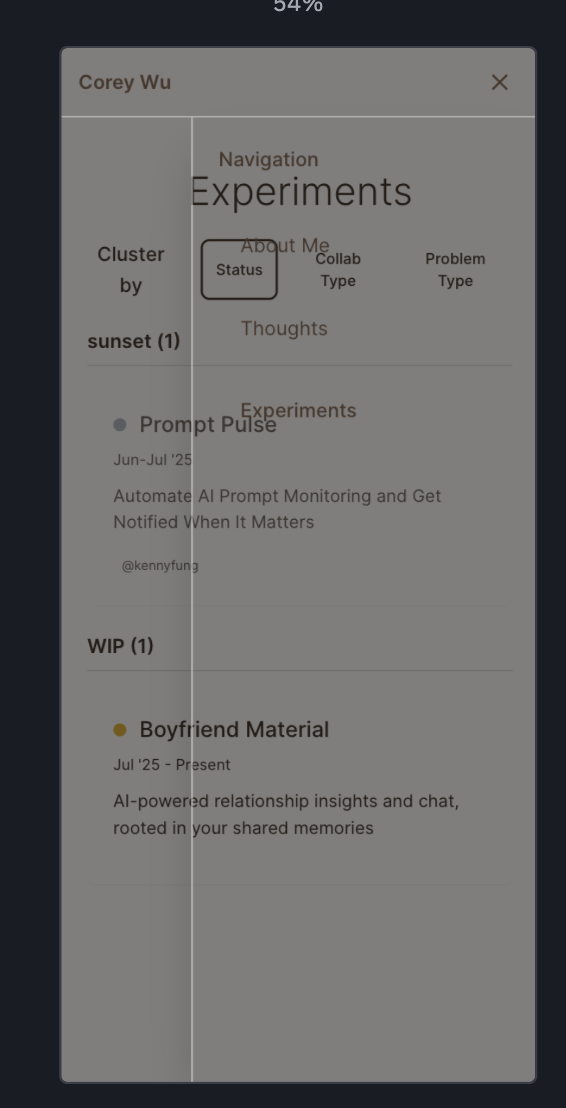 54%
Corey Wu
Navigation
Experiments
About Me
Cluster
by
Status
Collab
Type
Problem
Type
Thoughts
sunset (1)
Experiments
Prompt Pulse
Jun-Jul '25
Automate AI Prompt Monitoring and Get
Notified When It Matters
@kennyfung
WIP (1)
Boyfriend Material
Jul '25 - Present
AI-powered relationship insights and chat,
rooted in your shared memories